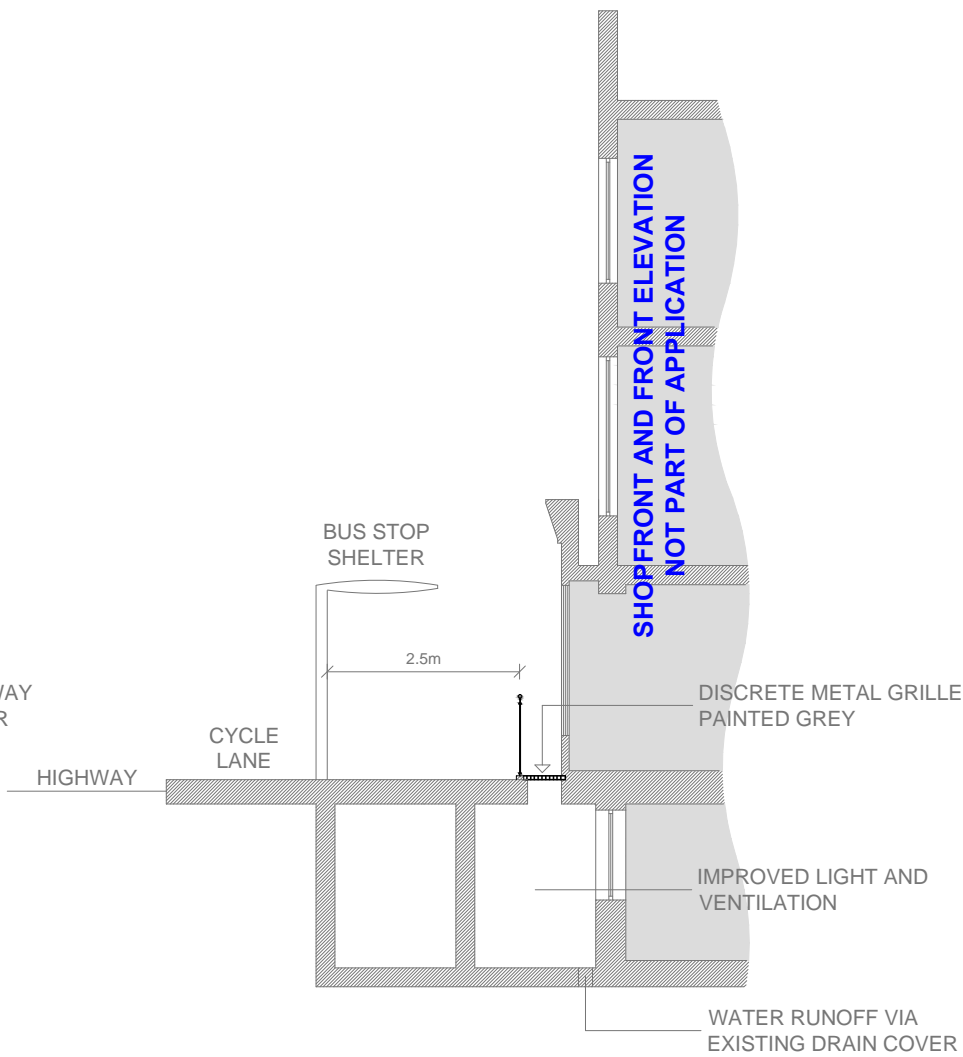 SHOPFRONT AND FRONT ELEVATION
NOT PART OF APPLICATION
BUS STOP
SHELTER
2.5m
DISCRETE METAL GRILLE
PAINTED GREY
CYCLE
LANE
HIGHWAY
IMPROVED LIGHT AND
VENTILATION
WATER RUNOFF VIA
EXISTING DRAIN COVER